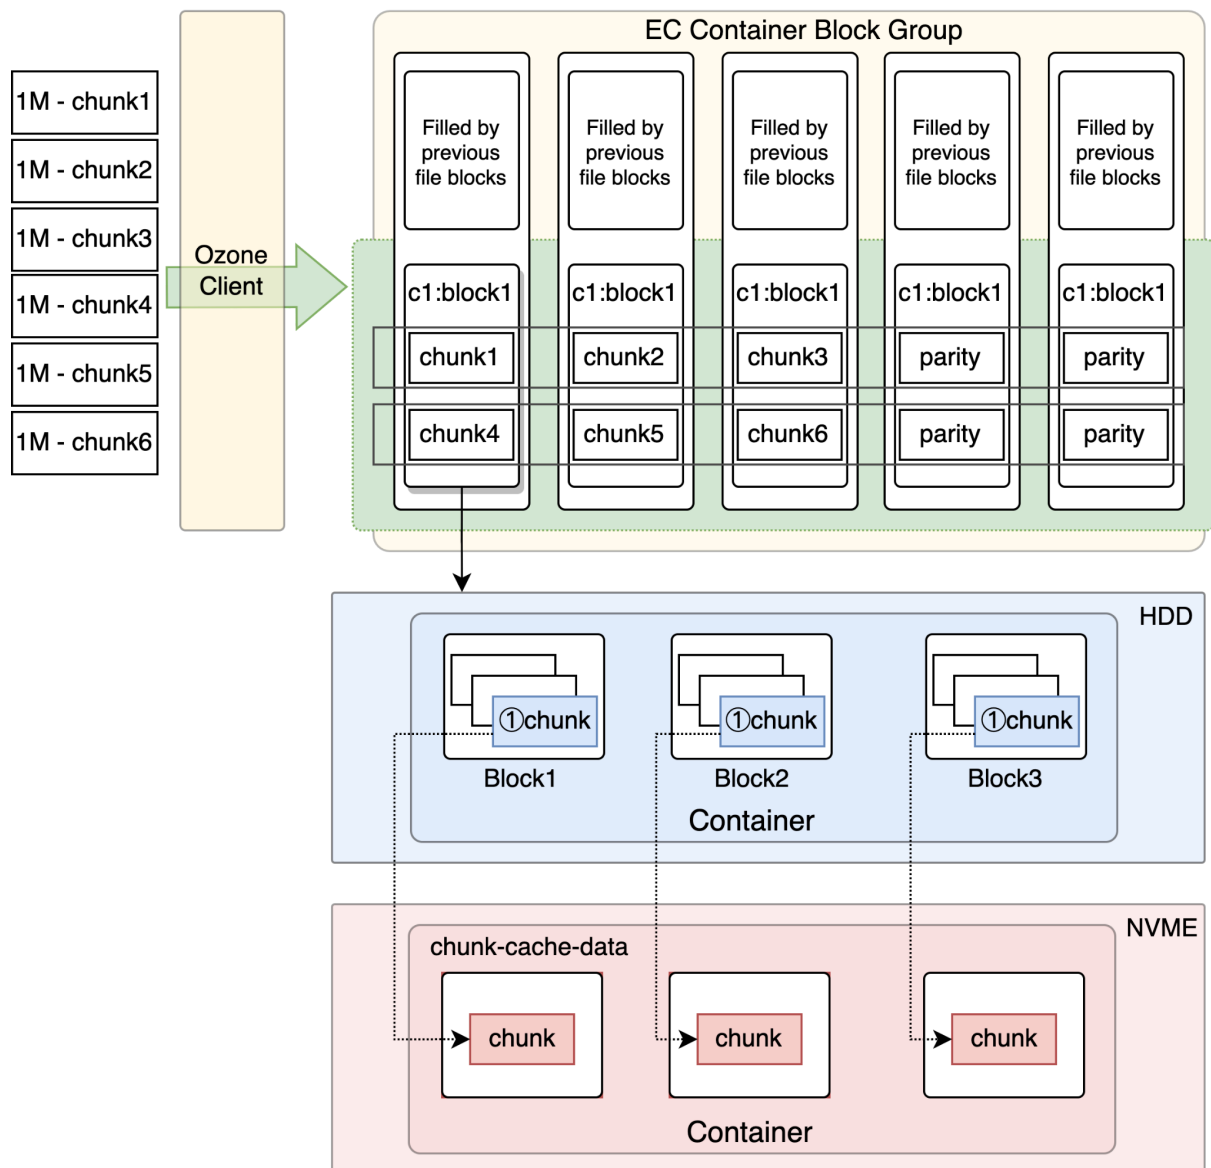 EC Container Block Group
1M - chunk1
1M - chunk2
1M - chunk3
1M - chunk4
1M - chunk5
1M - chunk6
Ozone
Client
Filled by
previous
file blocks
Filled by
previous
file blocks
Filled by
previous
file blocks
Filled by
previous
file blocks
Filled by
previous
file blocks
c1:block1
c1:block1
c1:block1
c1:block1
c1:block1
chunk1
chunk2
chunk3
parity
parity
chunk4
chunk5
chunk6
parity
parity
HDD
①chunk
①chunk
①chunk
Block1
Block2
Block3
Container
NVME
chunk-cache-data
chunk
chunk
chunk
Container